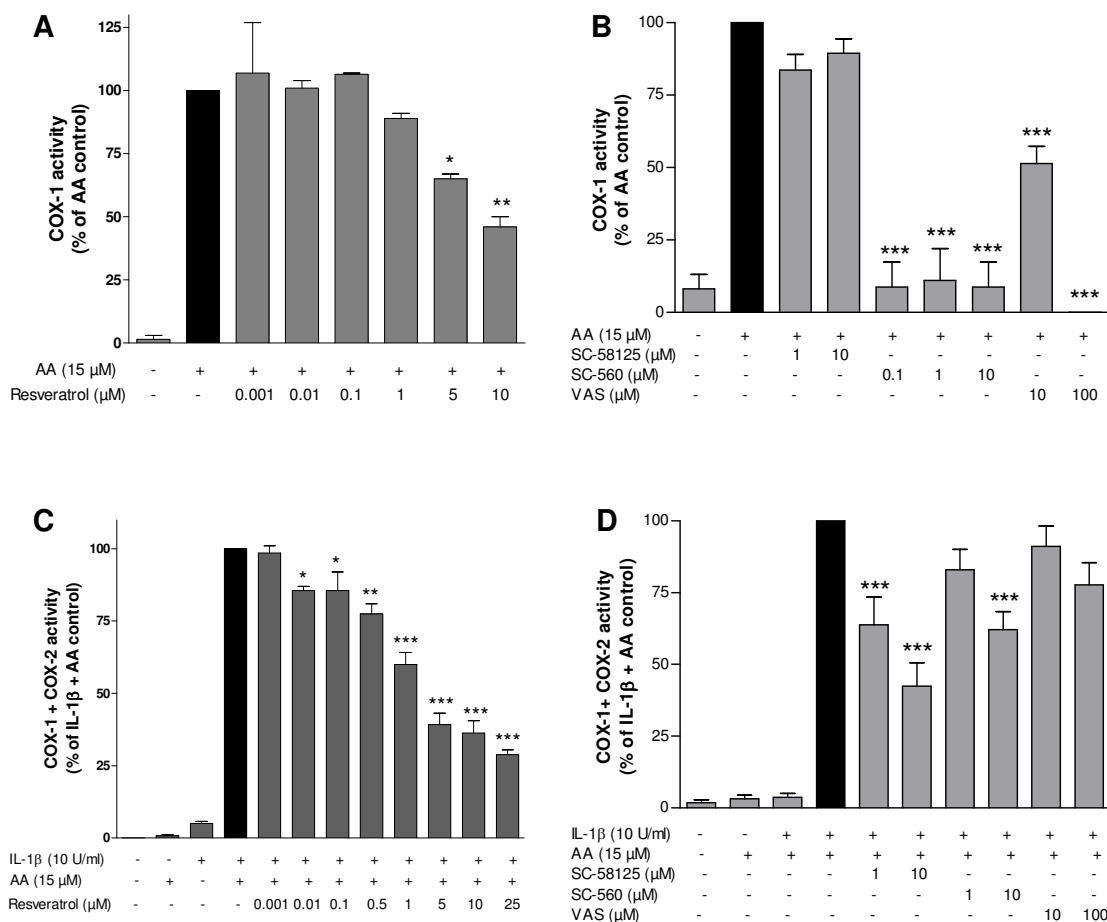 A
COX-1 activity
(% of AA control)
125
100
75
50
25
0
*
**
AA (15 µM) - + + + + + + +
Resveratrol (µM) - - 0.001 0.01 0.1 1 5 10
B
COX-1 activity
(% of AA control)
100
75
50
25
0
*** *** *** *** ***
AA (15 µM) - + + + + + + + +
SC-58125 (µM) - - 1 10 - - - - -
SC-560 (µM) - - - - 0.1 1 10 - -
VAS (µM) - - - - - - - 10 100
C
COX-1 + COX-2 activity
(% of IL-1β + AA control)
100
75
50
25
0
* * ** *** *** *** ***
IL-1β (10 U/ml) - - + + + + + + + + + +
AA (15 µM) - + - + + + + + + + + +
Resveratrol (µM) - - - - 0.001 0.01 0.1 0.5 1 5 10 25
D
COX-1+ COX-2 activity
(% of IL-1β + AA control)
100
75
50
25
0
*** *** ***
IL-1β (10 U/ml) - - + + + + + + + +
AA (15 µM) - + + + + + + + + +
SC-58125 (µM) - - - - 1 10 - - - -
SC-560 (µM) - - - - - - 1 10 - -
VAS (µM) - - - - - - - - 10 100